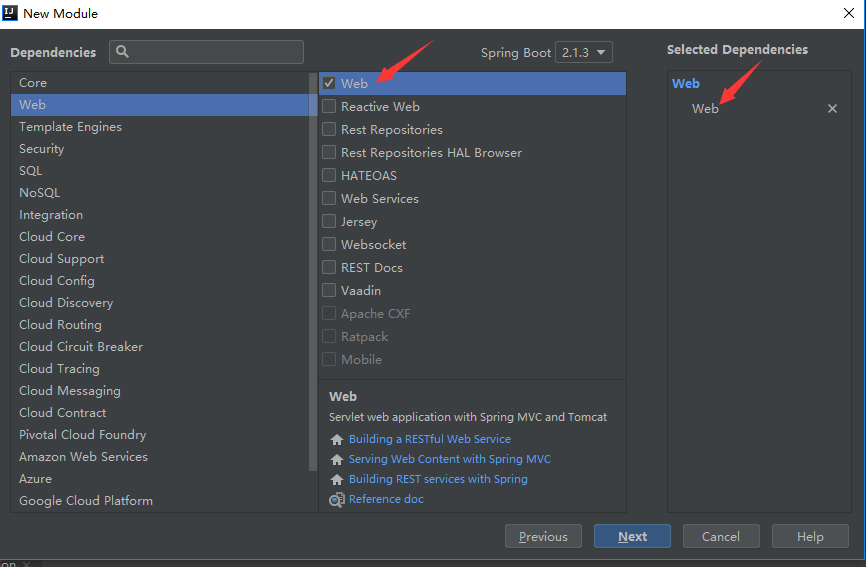 New Module
Dependencies
Spring Boot 2.1.3
Selected Dependencies
Core
Web
Template Engines
Security
SQL
NoSQL
Integration
Cloud Core
Cloud Support
Cloud Config
Cloud Discovery
Cloud Routing
Cloud Circuit Breaker
Cloud Tracing
Cloud Messaging
Cloud Contract
Pivotal Cloud Foundry
Amazon Web Services
Azure
Google Cloud Platform
Web
Reactive Web
Rest Repositories
Rest Repositories HAL Browser
HATEOAS
Web Services
Jersey
Websocket
REST Docs
Vaadin
Apache CXF
Ratpack
Mobile
Web
Servlet web application with Spring MVC and Tomcat
Building a RESTful Web Service
Serving Web Content with Spring MVC
Building REST services with Spring
Reference doc
Web
Web
Previous
Next
Cancel
Help